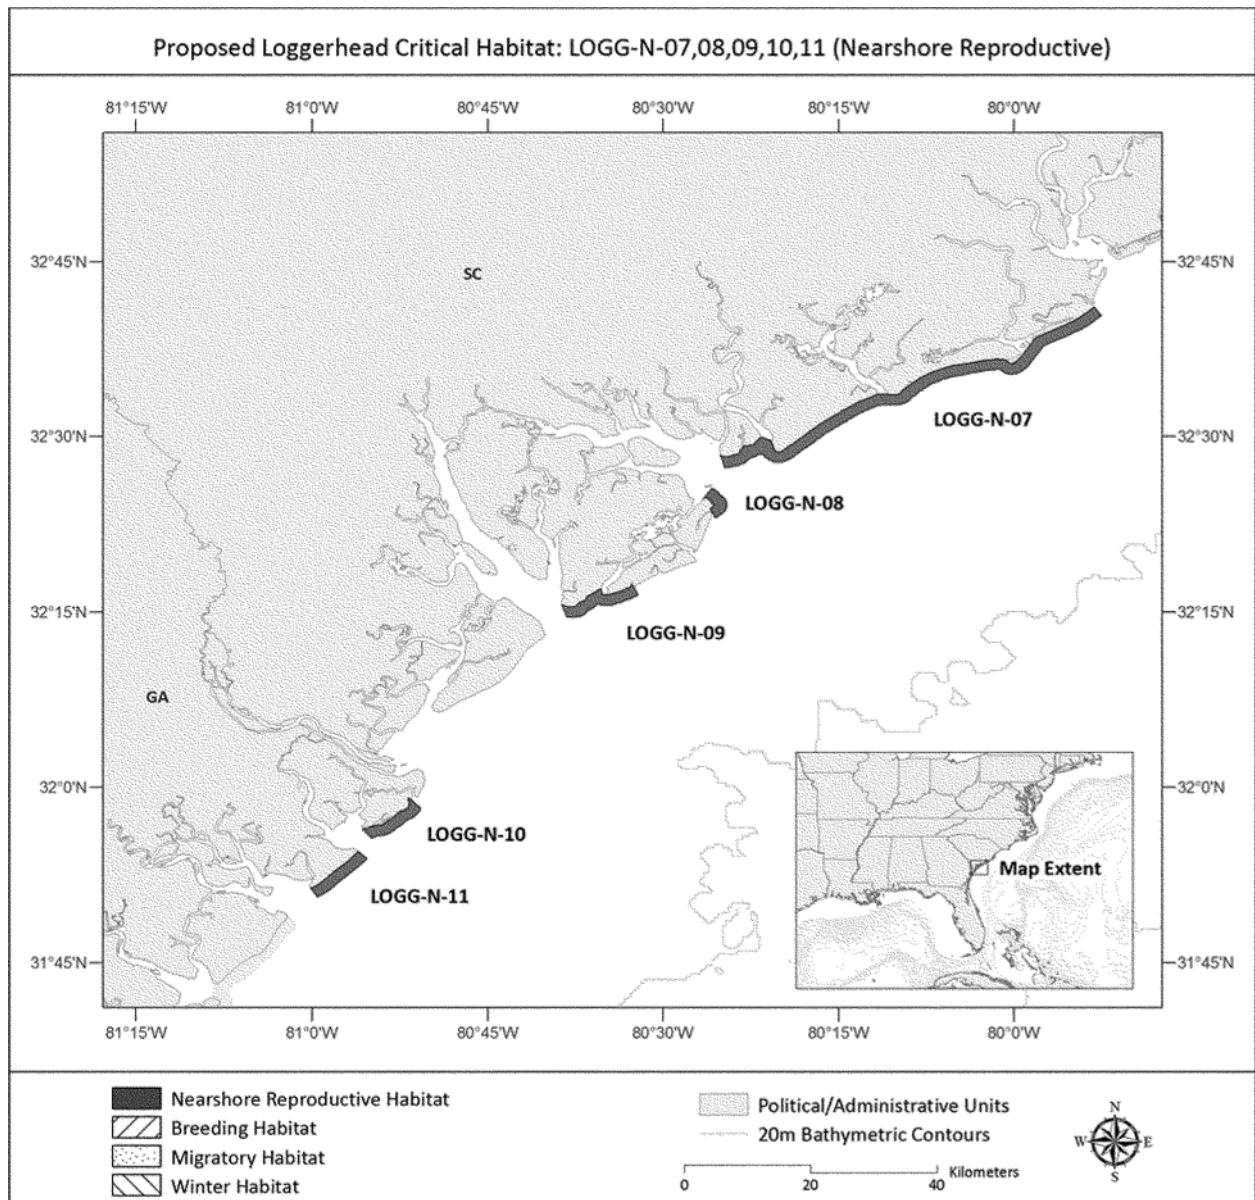 Proposed Loggerhead Critical Habitat: LOGG-N-07,08,09,10,11 (Nearshore Reproductive)
81°15'W 81°0'W 80°45'W 80°30'W 80°15'W 80°0'W
32°45'N 32°45'N
SC
LOGG-N-07
32°30'N 32°30'N
LOGG-N-08
32°15'N 32°15'N
LOGG-N-09
GA
32°0'N 32°0'N
LOGG-N-10
Map Extent
LOGG-N-11
31°45'N 31°45'N
81°15'W 81°0'W 80°45'W 80°30'W 80°15'W 80°0'W
Nearshore Reproductive Habitat
Breeding Habitat
Migratory Habitat
Winter Habitat
Political/Administrative Units
20m Bathymetric Contours
Kilometers
0 20 40
N
W E
S